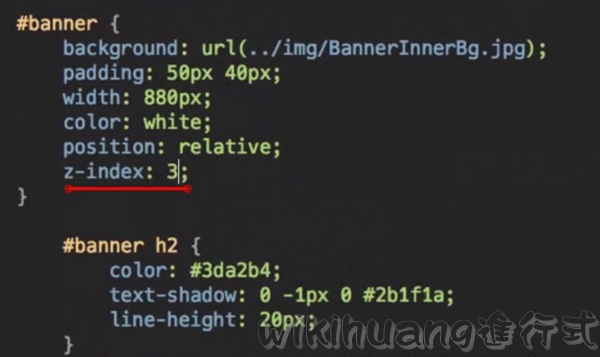 #banner {
    background: url(../img/BannerInnerBg.jpg);
    padding: 50px 40px;
    width: 880px;
    color: white;
    position: relative;
    z-index: 3;
}
    #banner h2 {
        color: #3da2b4;
        text-shadow: 0 -1px 0 #2b1f1a;
        line-height: 20px;
    }
wikihuang進行式